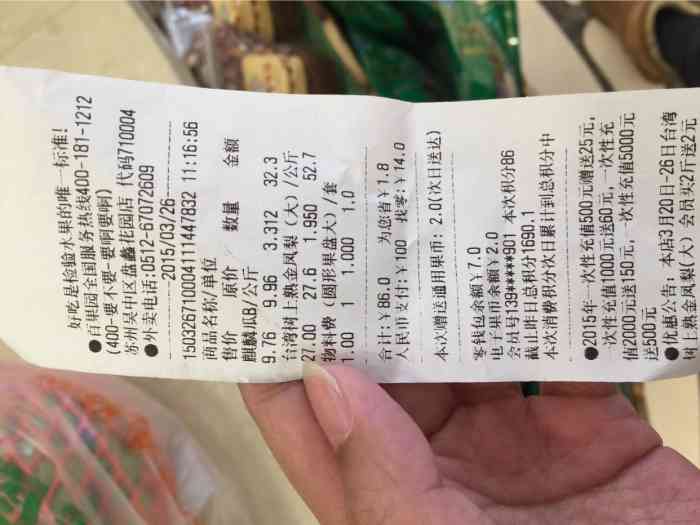 好吃是检验水果的唯一标准!
●百果园全国服务热线400-181-1212
(400-要不要-要啊要啊)
苏州吴中区盘蠡花园店 代码710004
●外卖电话:0512-67072609
2015/03/26
1503267100041114478​32 11:16:56
商品名称/单位
售价 原价 数量 金额
麒麟瓜B/公斤
9.76 9.96 3.312 32.3
台湾树上熟金凤梨(大)/公斤
27.00 27.6 1.950 52.7
物料费(圆形果盘大)/套
1.00 1 1.000 1.0
合计:¥86.0 为您省¥1.8
人民币支付:¥100 找零:¥14.0
本次赠送通用果币: 2.0(次日送达)
零钱包余额¥7.0
电子果币余额¥2.0
会员号139*****901 本次积分86
截止昨日总积分1690.1
本次消费积分次日累计到总积分中
●2015年一次性充值500元赠送25元,
一次性充值1000元送60元,一次性充
值2000元送150元,一次性充值5000元
送500元
●优惠公告,本店3月20日-26日台湾
树上熟金凤梨(大)会员买2斤送2元